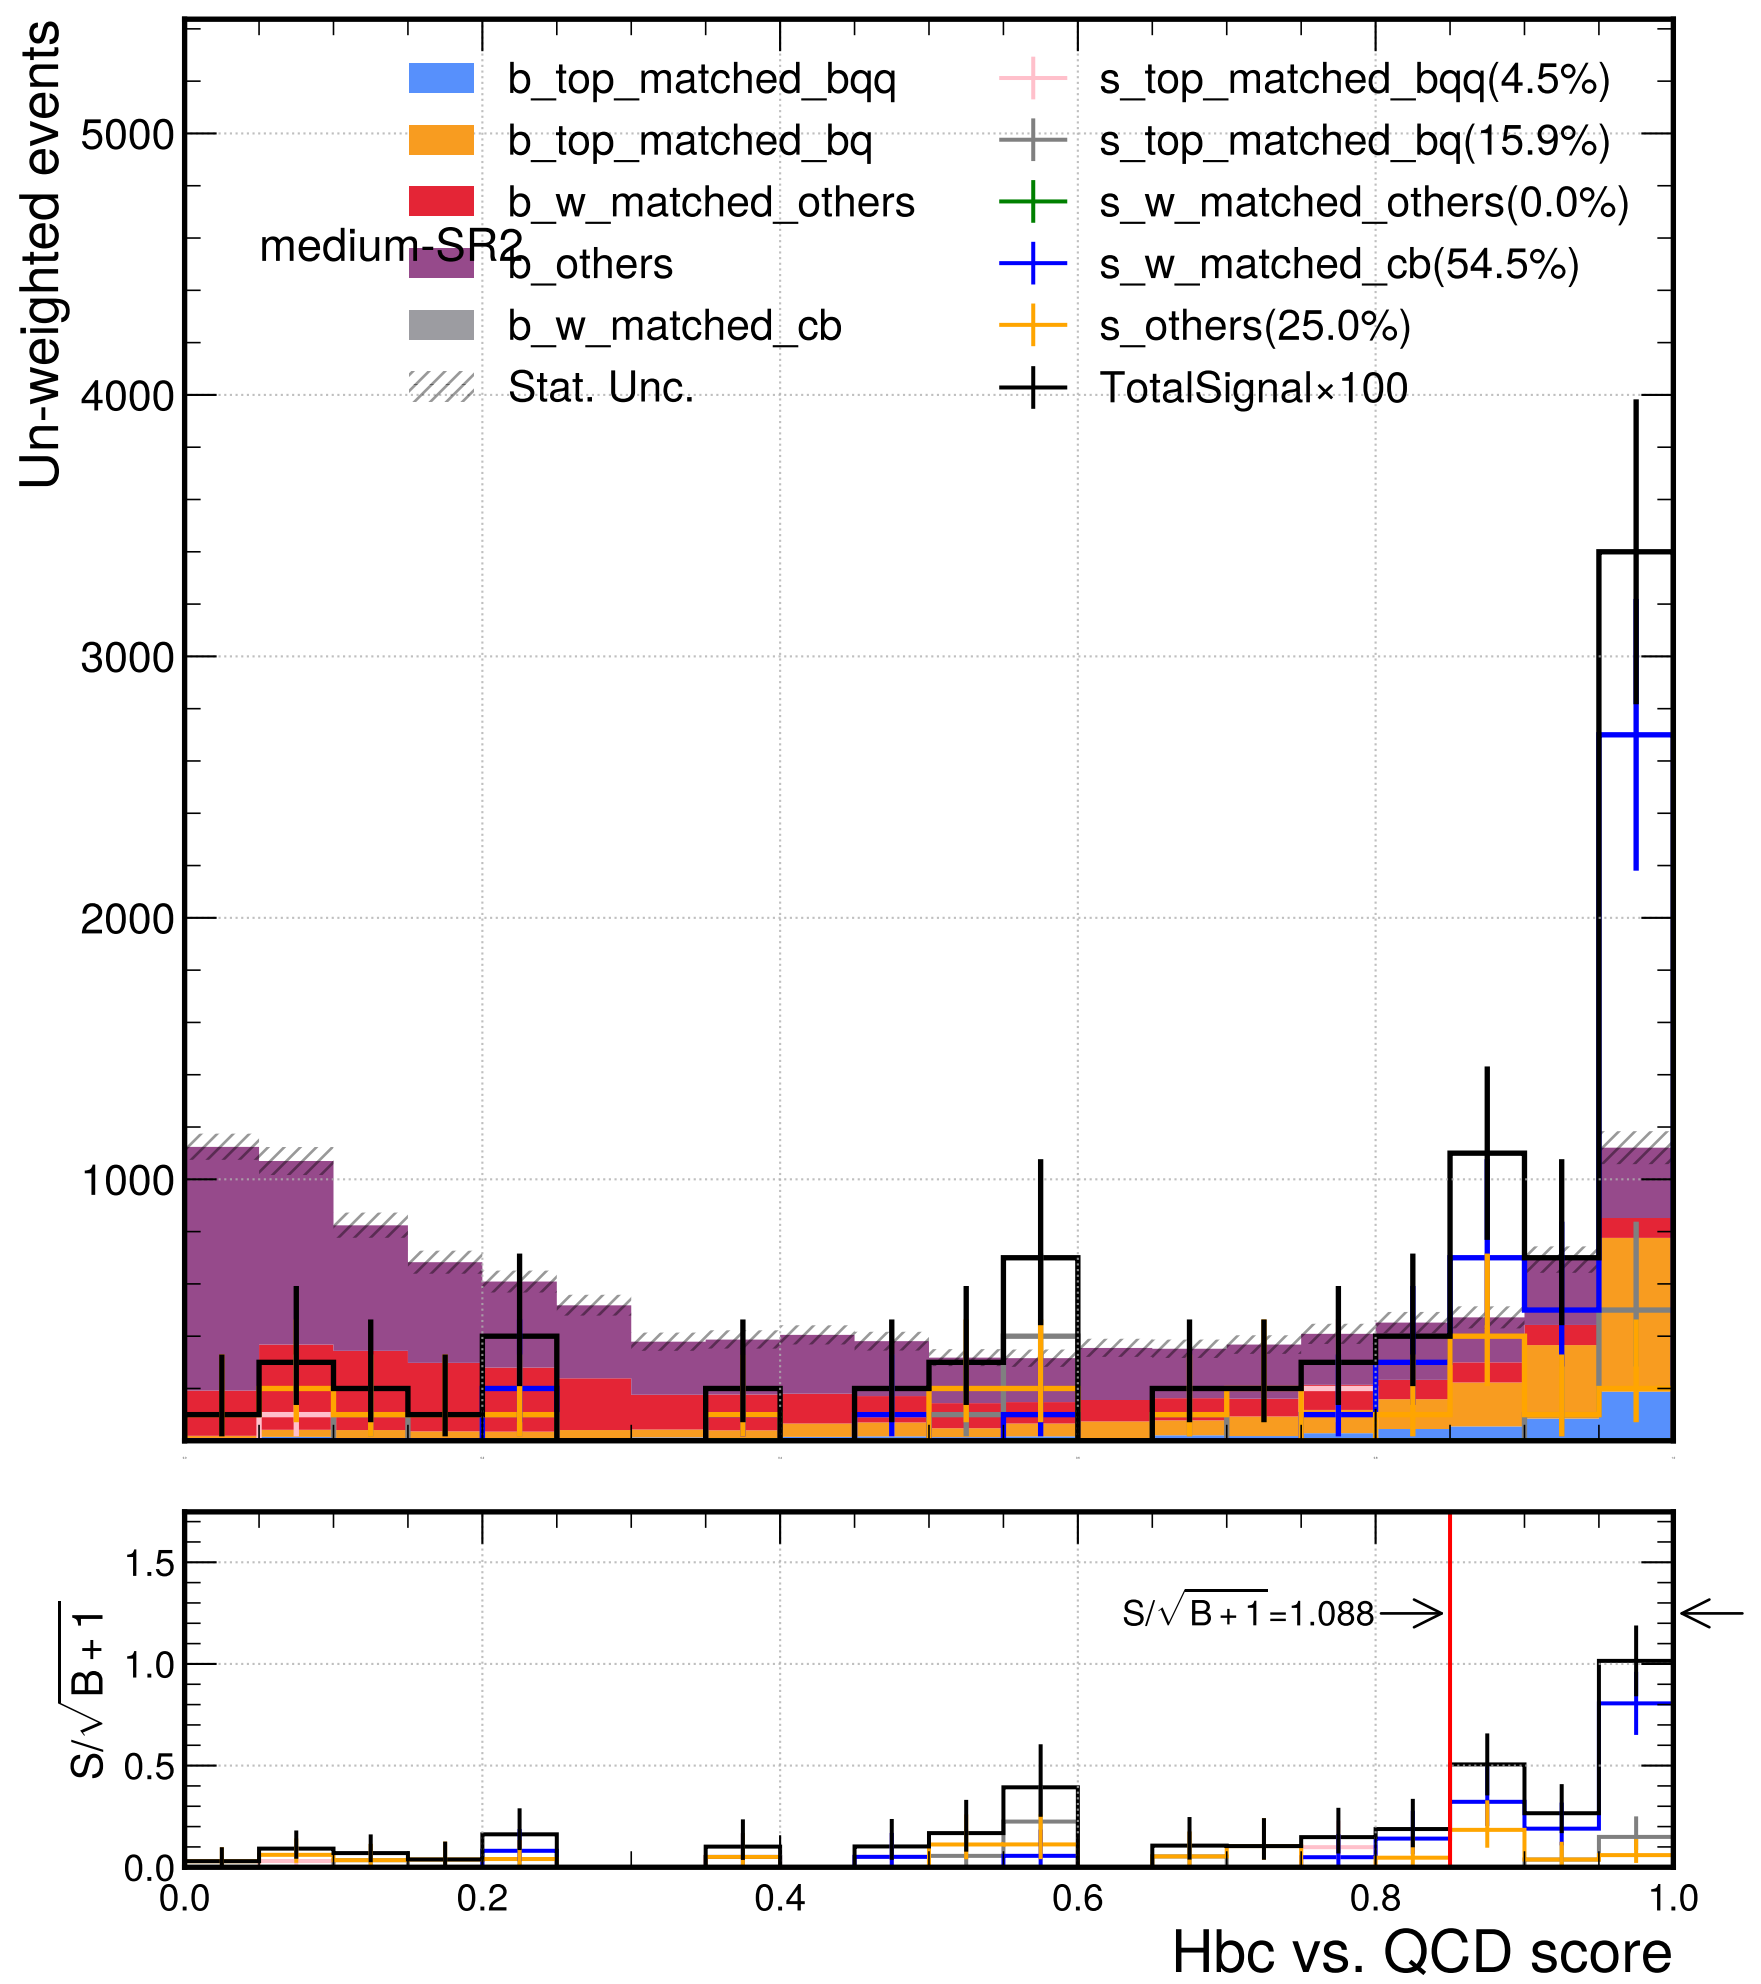 Un-weighted events
5000
4000
3000
2000
1000
b_top_matched_bqq
b_top_matched_bq
b_w_matched_others
medium-SR2
b_others
b_w_matched_cb
Stat. Unc.
s_top_matched_bqq(4.5%)
s_top_matched_bq(15.9%)
s_w_matched_others(0.0%)
s_w_matched_cb(54.5%)
s_others(25.0%)
TotalSignal×100
S/√B+1
1.5
1.0
0.5
0.0
S/√B+1=1.088
0.0 0.2 0.4 0.6 0.8 1.0
Hbc vs. QCD score